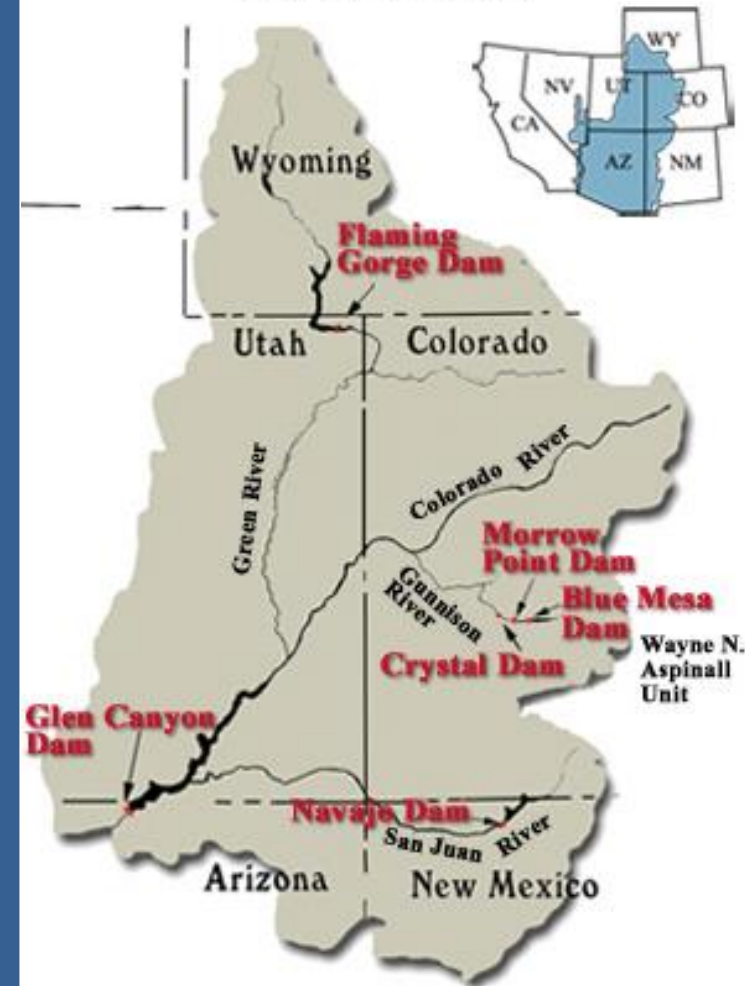 WY
NV
UT
CO
CA
AZ
NM
Wyoming
Flaming
Gorge Dam
Utah
Colorado
Green River
Colorado River
Morrow
Point Dam
Gunnison
River
Blue Mesa
Dam
Crystal Dam
Wayne N.
Aspinall
Unit
Glen Canyon
Dam
Navajo Dam
San Juan River
Arizona
New Mexico